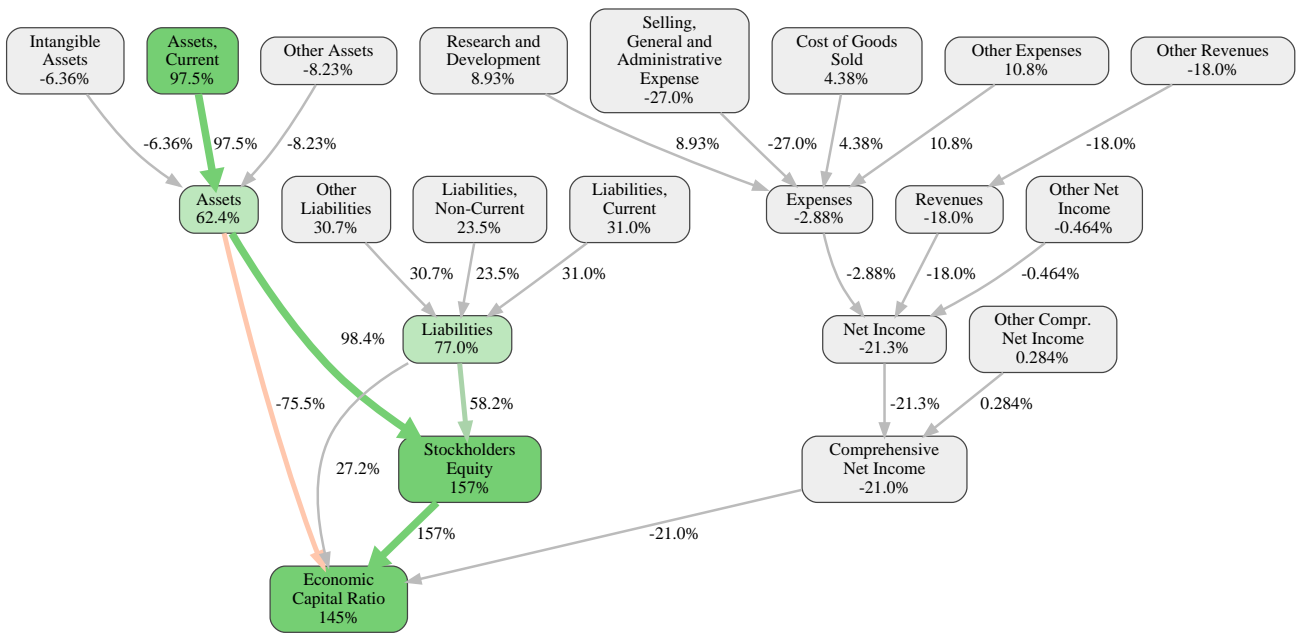 Intangible
Assets
-6.36%
Assets,
Current
97.5%
Other Assets
-8.23%
Research and
Development
8.93%
Selling,
General and
Administrative
Expense
-27.0%
Cost of Goods
Sold
4.38%
Other Expenses
10.8%
Other Revenues
-18.0%
-6.36%
97.5%
-8.23%
8.93%
-27.0%
4.38%
10.8%
-18.0%
Assets
62.4%
Other
Liabilities
30.7%
Liabilities,
Non-Current
23.5%
Liabilities,
Current
31.0%
Expenses
-2.88%
Revenues
-18.0%
Other Net
Income
-0.464%
30.7%
23.5%
31.0%
-2.88%
-18.0%
-0.464%
98.4%
Liabilities
77.0%
Net Income
-21.3%
Other Compr.
Net Income
0.284%
-75.5%
58.2%
-21.3%
0.284%
27.2%
Stockholders
Equity
157%
Comprehensive
Net Income
-21.0%
157%
-21.0%
Economic
Capital Ratio
145%